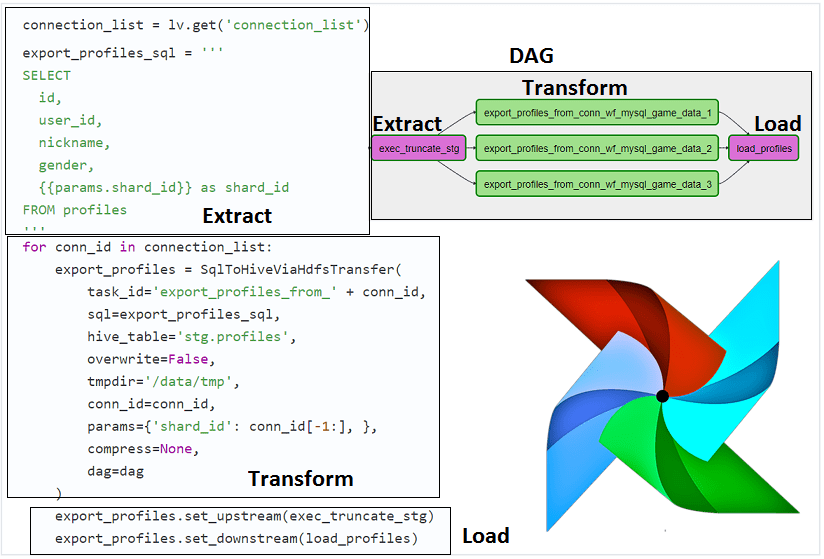 connection_list = lv.get('connection_list')
export_profiles_sql = '''
SELECT
  id,
  user_id,
  nickname,
  gender,
  {{params.shard_id}} as shard_id
FROM profiles
'''
Extract
for conn_id in connection_list:
    export_profiles = SqlToHiveViaHdfsTransfer(
        task_id='export_profiles_from_' + conn_id,
        sql=export_profiles_sql,
        hive_table='stg.profiles',
        overwrite=False,
        tmpdir='/data/tmp',
        conn_id=conn_id,
        params={'shard_id': conn_id[-1:], },
        compress=None,
        dag=dag
    )
Transform
    export_profiles.set_upstream(exec_truncate_stg)
    export_profiles.set_downstream(load_profiles)
Load
DAG
Transform
Extract
Load
export_profiles_from_conn_wf_mysql_game_data_1
exec_truncate_stg
export_profiles_from_conn_wf_mysql_game_data_2
load_profiles
export_profiles_from_conn_wf_mysql_game_data_3